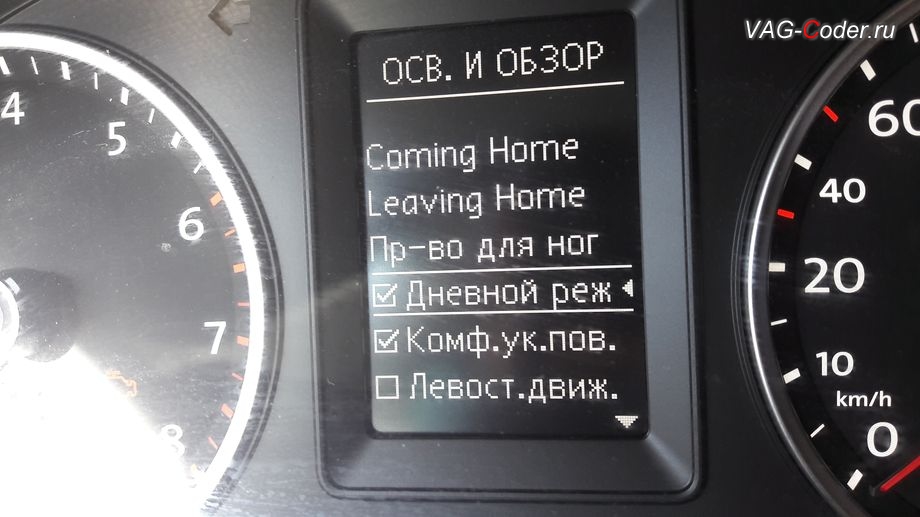 VAG-Coder.ru
ОСВ. И ОБЗОР
Coming Home
Leaving Home
Пр-во для ног
Дневной реж
Комф.ук.пов.
Левост.движ.
4
5
6
7
8
60
40
20
10
km/h
0